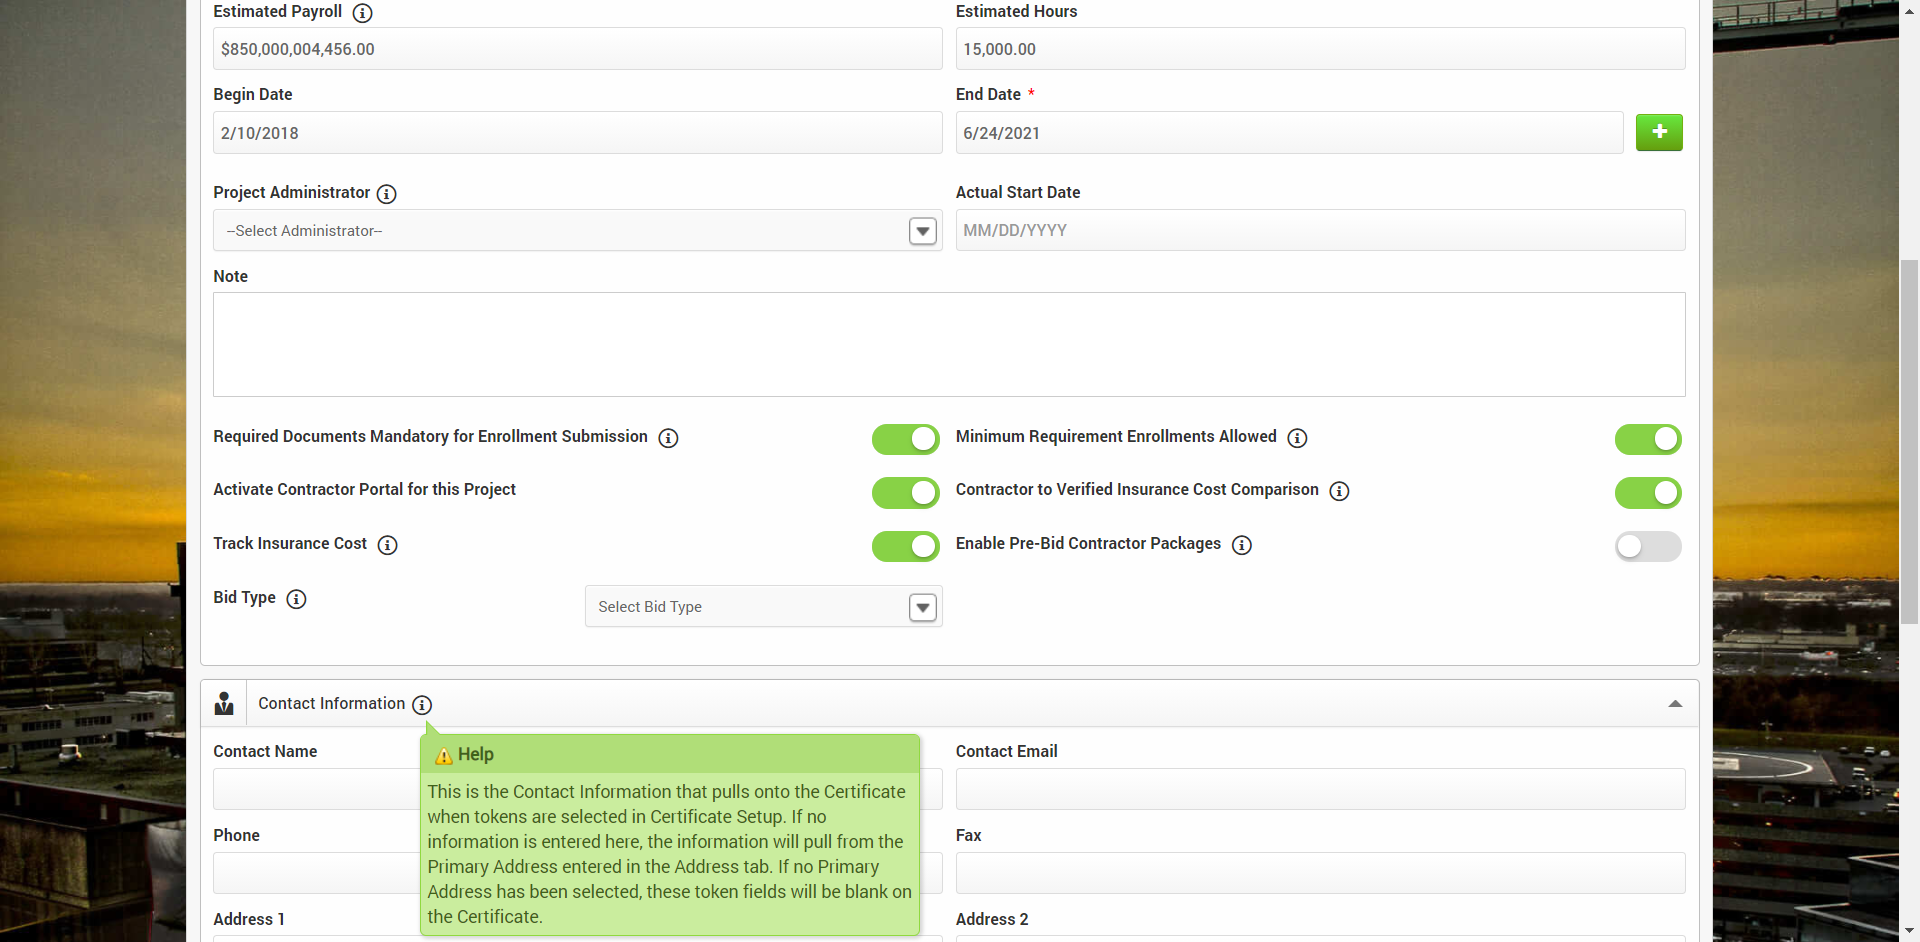 Estimated Payroll
Estimated Hours
$850,000,004,456.00
15,000.00
Begin Date
End Date *
2/10/2018
6/24/2021
Project Administrator
Actual Start Date
--Select Administrator--
MM/DD/YYYY
Note
Required Documents Mandatory for Enrollment Submission
Minimum Requirement Enrollments Allowed
Activate Contractor Portal for this Project
Contractor to Verified Insurance Cost Comparison
Track Insurance Cost
Enable Pre-Bid Contractor Packages
Bid Type
Select Bid Type
Contact Information
Contact Name
Contact Email
Help
This is the Contact Information that pulls onto the Certificate
when tokens are selected in Certificate Setup. If no
information is entered here, the information will pull from the
Primary Address entered in the Address tab. If no Primary
Address has been selected, these token fields will be blank on
the Certificate.
Phone
Fax
Address 1
Address 2